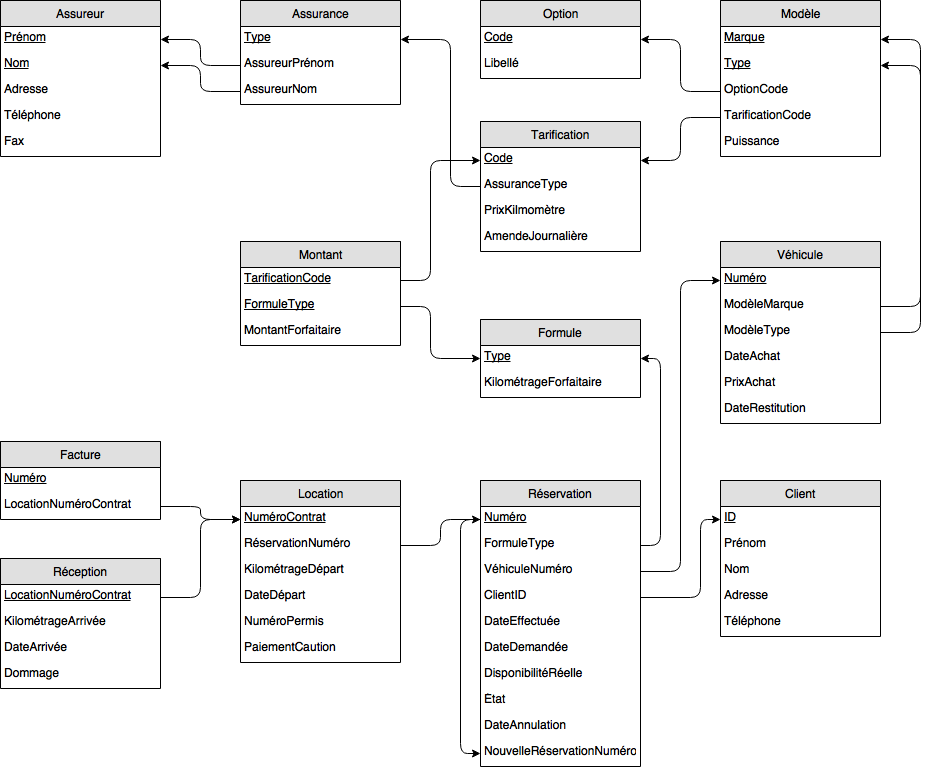 Assureur
Prénom
Nom
Adresse
Téléphone
Fax
Assurance
Type
AssureurPrénom
AssureurNom
Option
Code
Libellé
Modèle
Marque
Type
OptionCode
TarificationCode
Puissance
Tarification
Code
AssuranceType
PrixKilmomètre
AmendeJournalière
Montant
TarificationCode
FormuleType
MontantForfaitaire
Formule
Type
KilométrageForfaitaire
Véhicule
Numéro
ModèleMarque
ModèleType
DateAchat
PrixAchat
DateRestitution
Facture
Numéro
LocationNuméroContrat
Réception
LocationNuméroContrat
KilométrageArrivée
DateArrivée
Dommage
Location
NuméroContrat
RéservationNuméro
KilométrageDépart
DateDépart
NuméroPermis
PaiementCaution
Réservation
Numéro
FormuleType
VéhiculeNuméro
ClientID
DateEffectuée
DateDemandée
DisponibilitéRéelle
État
DateAnnulation
NouvelleRéservationNuméro
Client
ID
Prénom
Nom
Adresse
Téléphone